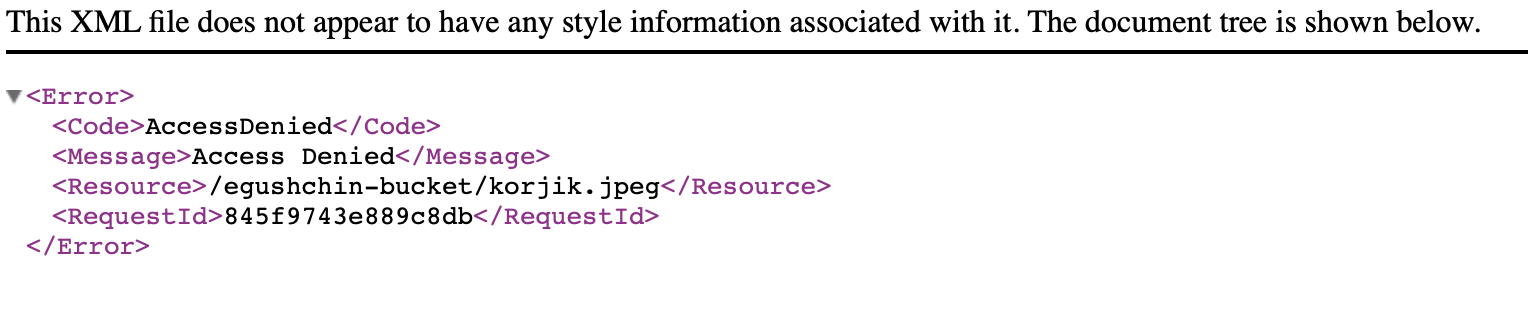 This XML file does not appear to have any style information associated with it. The document tree is shown below.
<Error>
<Code>AccessDenied</Code>
<Message>Access Denied</Message>
<Resource>/egushchin-bucket/korjik.jpeg</Resource>
<RequestId>845f9743e889c8db</RequestId>
</Error>